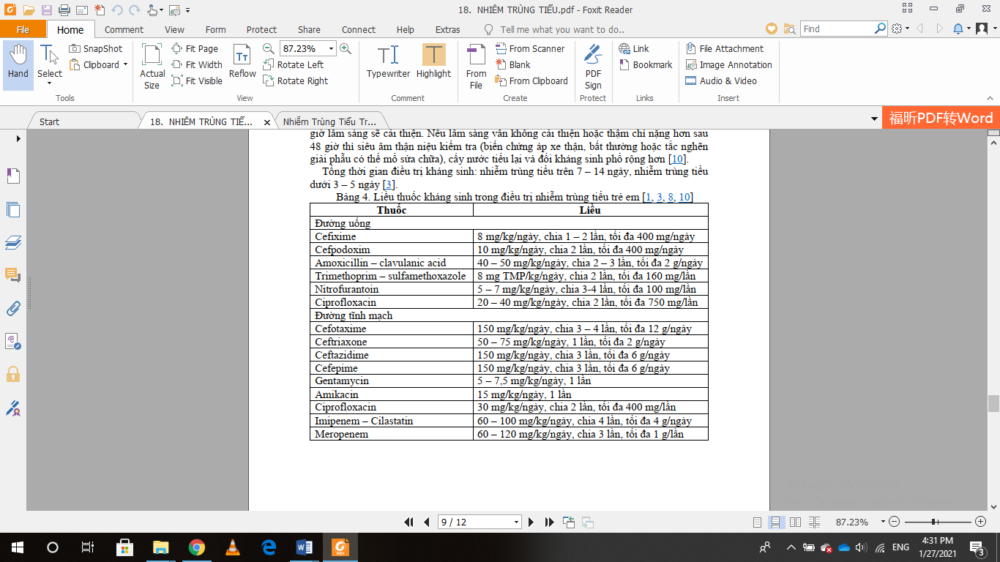 18. NHIỄM TRÙNG TIỂU.pdf - Foxit Reader
File Home Comment View Form Protect Share Connect Help Extras Tell me what you want to do.. Find
Hand
Select
SnapShot
Clipboard
Tools
Actual Size
Fit Page
Fit Width
Fit Visible
Reflow
87.23%
Rotate Left
Rotate Right
View
Typewriter
Highlight
Comment
From File
From Scanner
Blank
From Clipboard
Create
PDF Sign
Protect
Link
Bookmark
Links
File Attachment
Image Annotation
Audio & Video
Insert
Start
18. NHIỄM TRÙNG TIẾ...
Nhiễm Trùng Tiểu Tr...
福昕PDF转Word
giờ lâm sàng sẽ cải thiện. Nếu lâm sàng vẫn không cải thiện hoặc thậm chí nặng hơn sau
48 giờ thì siêu âm thận niệu kiểm tra (biến chứng áp xe thận, bất thường hoặc tắc nghẽn
giải phẫu có thể mổ sửa chữa), cấy nước tiểu lại và đổi kháng sinh phổ rộng hơn [10].
Tổng thời gian điều trị kháng sinh: nhiễm trùng tiểu trên 7 – 14 ngày, nhiễm trùng tiểu
dưới 3 – 5 ngày [3].
Bảng 4. Liều thuốc kháng sinh trong điều trị nhiễm trùng tiểu trẻ em [1, 3, 8, 10]
Thuốc Liều
Đường uống
Cefixime 8 mg/kg/ngày, chia 1 – 2 lần, tối đa 400 mg/ngày
Cefpodoxim 10 mg/kg/ngày, chia 2 lần, tối đa 400 mg/ngày
Amoxicillin – clavulanic acid 40 – 50 mg/kg/ngày, chia 2 – 3 lần, tối đa 2 g/ngày
Trimethoprim – sulfamethoxazole 8 mg TMP/kg/ngày, chia 2 lần, tối đa 160 mg/lần
Nitrofurantoin 5 – 7 mg/kg/ngày, chia 3-4 lần, tối đa 100 mg/lần
Ciprofloxacin 20 – 40 mg/kg/ngày, chia 2 lần, tối đa 750 mg/lần
Đường tĩnh mạch
Cefotaxime 150 mg/kg/ngày, chia 3 – 4 lần, tối đa 12 g/ngày
Ceftriaxone 50 – 75 mg/kg/ngày, 1 lần, tối đa 2 g/ngày
Ceftazidime 150 mg/kg/ngày, chia 3 lần, tối đa 6 g/ngày
Cefepime 150 mg/kg/ngày, chia 3 lần, tối đa 6 g/ngày
Gentamycin 5 – 7,5 mg/kg/ngày, 1 lần
Amikacin 15 mg/kg/ngày, 1 lần
Ciprofloxacin 30 mg/kg/ngày, chia 2 lần, tối đa 400 mg/lần
Imipenem – Cilastatin 60 – 100 mg/kg/ngày, chia 4 lần, tối đa 4 g/ngày
Meropenem 60 – 120 mg/kg/ngày, chia 3 lần, tối đa 1 g/lần
9 / 12
87.23%
ENG
4:31 PM
1/27/2021
3